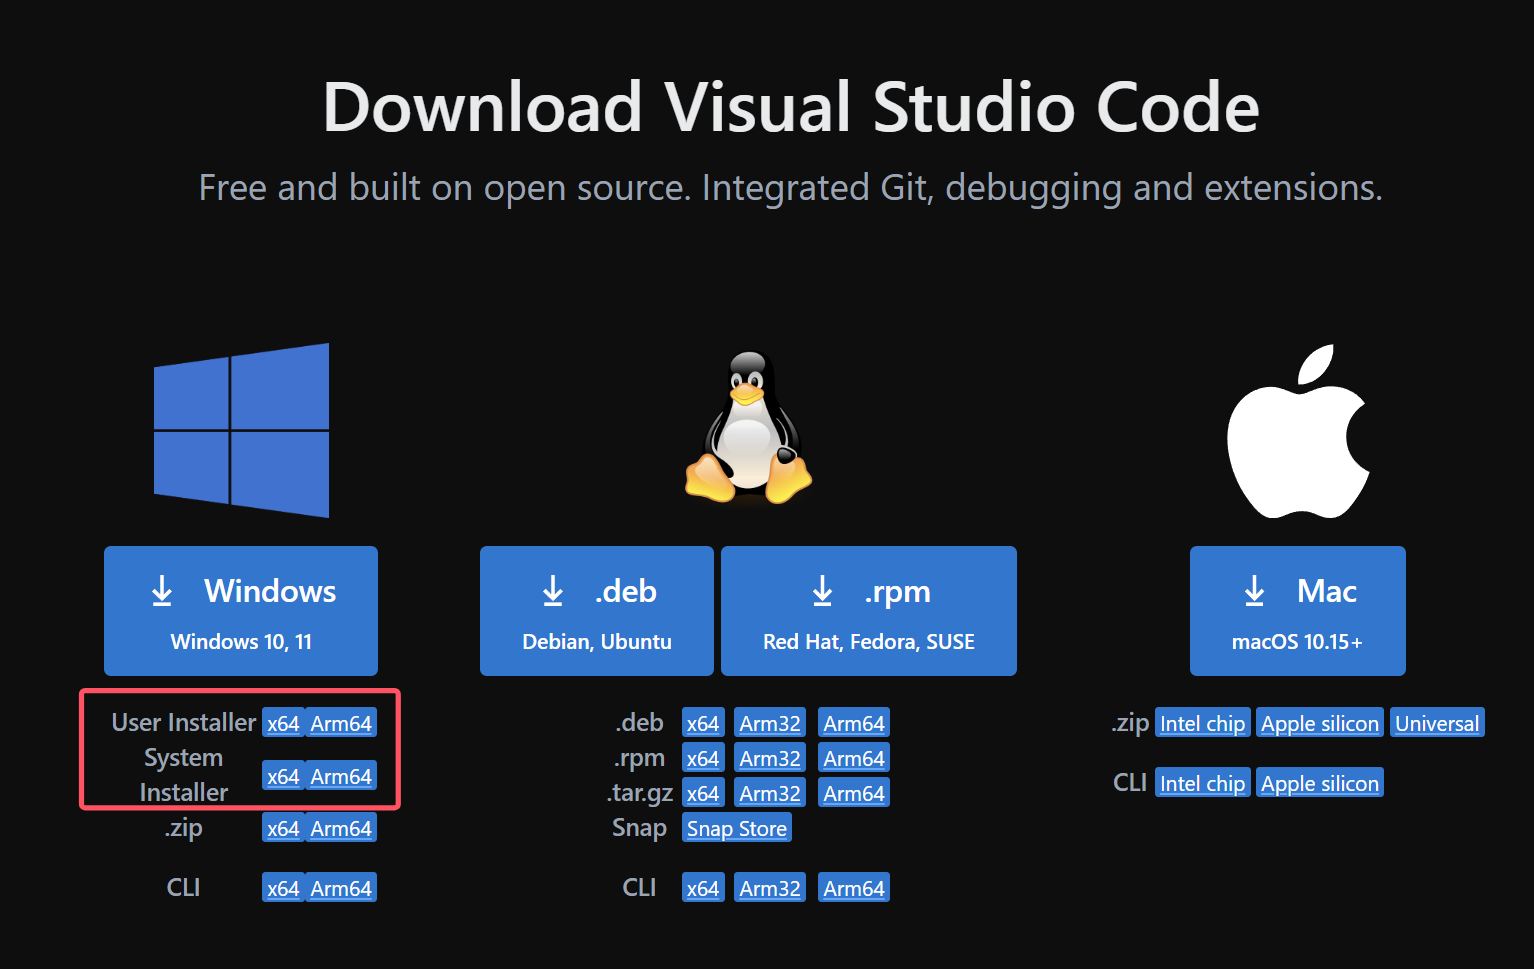 Download Visual Studio Code
Free and built on open source. Integrated Git, debugging and extensions.
Windows
Windows 10, 11
User Installer x64 Arm64
System
Installer x64 Arm64
.zip x64 Arm64
CLI x64 Arm64
.deb
Debian, Ubuntu
.rpm
Red Hat, Fedora, SUSE
.deb x64 Arm32 Arm64
.rpm x64 Arm32 Arm64
.tar.gz x64 Arm32 Arm64
Snap Snap Store
CLI x64 Arm32 Arm64
Mac
macOS 10.15+
.zip Intel chip Apple silicon Universal
CLI Intel chip Apple silicon